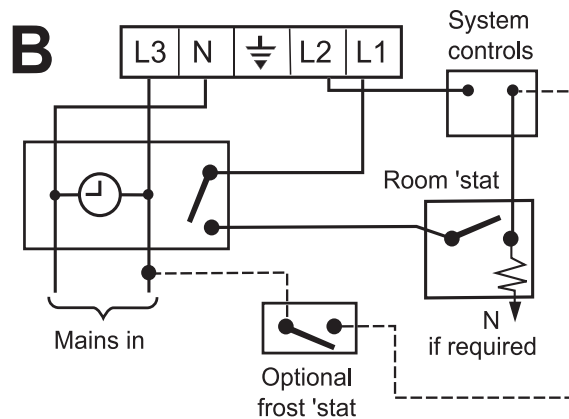 B
L3 N L2 L1
System
controls
Room 'stat
N
if required
Mains in
Optional
frost 'stat